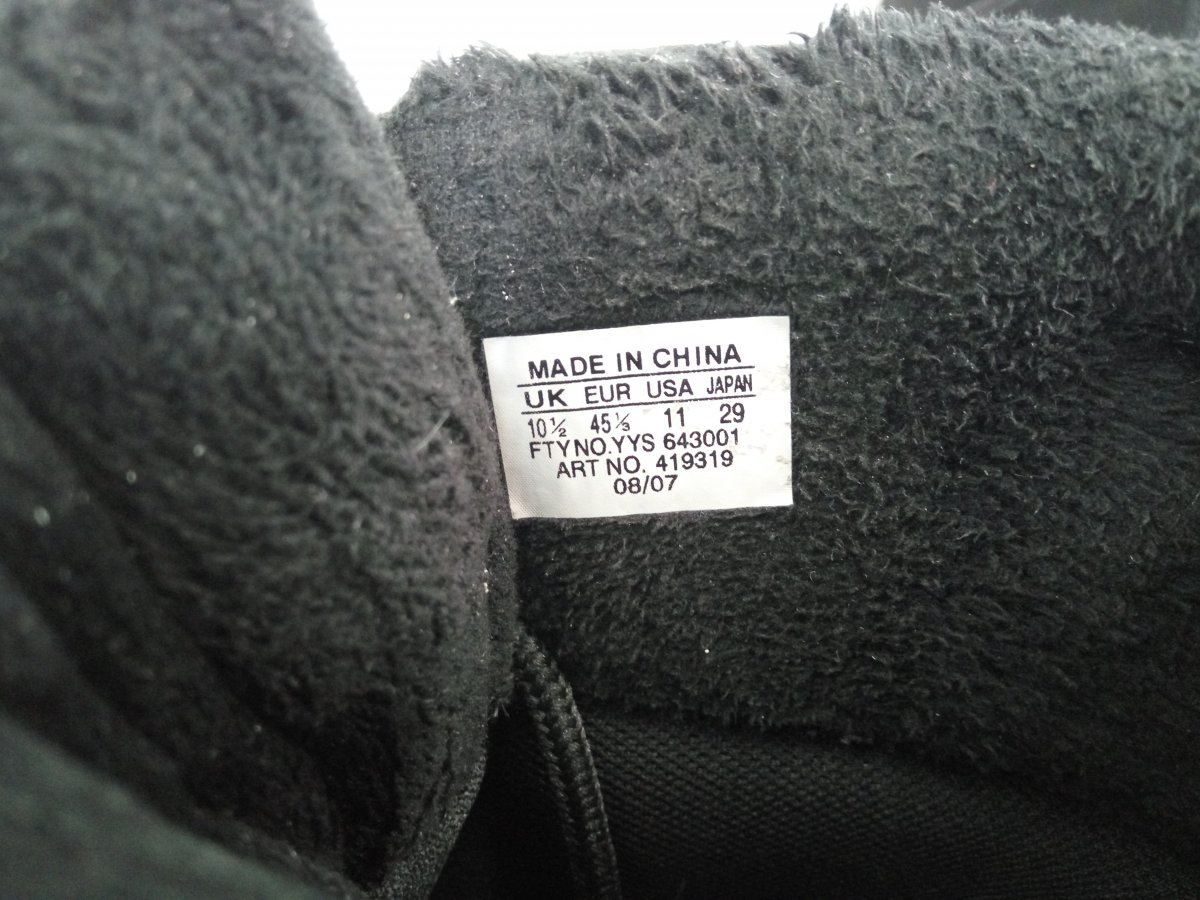 MADE IN CHINA
UK EUR USA JAPAN
10½ 45⅓ 11 29
FTYNO.YYS 643001
ART NO. 419319
08/07